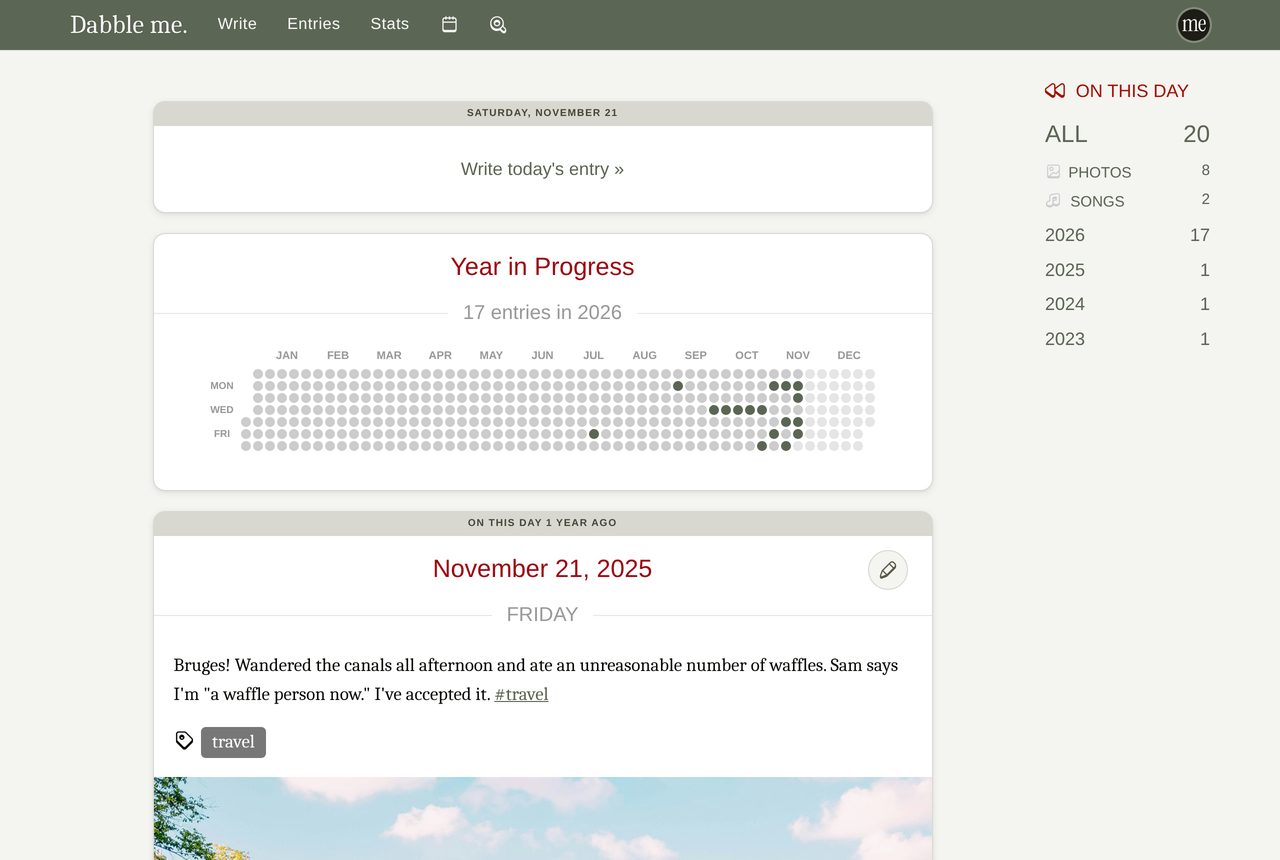 Dabble me. Write Entries Stats me
SATURDAY, NOVEMBER 21
Write today's entry »
Year in Progress
17 entries in 2026
JAN FEB MAR APR MAY JUN JUL AUG SEP OCT NOV DEC
MON
WED
FRI
ON THIS DAY 1 YEAR AGO
November 21, 2025
FRIDAY
Bruges! Wandered the canals all afternoon and ate an unreasonable number of waffles. Sam says
I'm "a waffle person now." I've accepted it. #travel
travel
ON THIS DAY
ALL 20
PHOTOS 8
SONGS 2
2026 17
2025 1
2024 1
2023 1